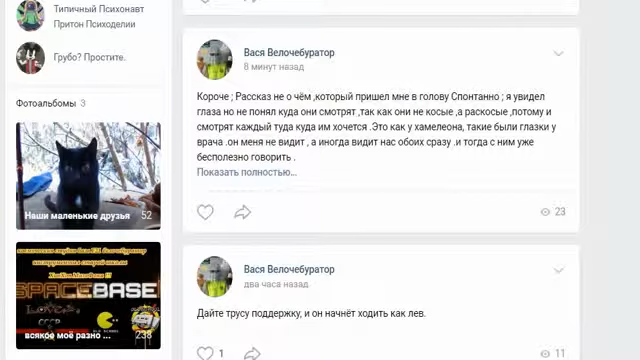 Типичный Психонавт
Притон Психоделии
Грубо? Простите.
Фотоальбомы 3
Наши маленькие друзья 52
SPACEBASE
LOVE
СССР
всякое моё разно ... 238
Вася Велочебуратор
8 минут назад
Короче ; Рассказ не о чём ,который пришел мне в голову Спонтанно ; я увидел
глаза но не понял куда они смотрят ,так как они не косые ,а раскосые ,потому и
смотрят каждый туда куда им хочется .Это как у хамелеона, такие были глазки у
врача .он меня не видит , а иногда видит нас обоих сразу .и тогда с ним уже
бесполезно говорить .
Показать полностью...
23
Вася Велочебуратор
два часа назад
Дайте трусу поддержку, и он начнёт ходить как лев.
1
11